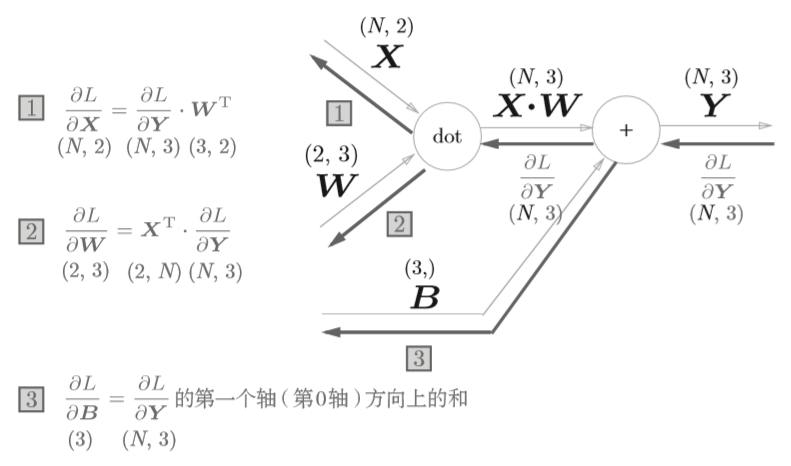 1 ∂L/∂X = ∂L/∂Y · Wᵀ
(N, 2) (N, 3) (3, 2)
2 ∂L/∂W = Xᵀ · ∂L/∂Y
(2, 3) (2, N) (N, 3)
3 ∂L/∂B = ∂L/∂Y 的第一个轴(第0轴)方向上的和
(3) (N, 3)
(N, 2)
X
1
(2, 3)
W
2
dot
(N, 3)
X·W
∂L/∂Y
(N, 3)
+
(N, 3)
Y
∂L/∂Y
(N, 3)
(3,)
B
3